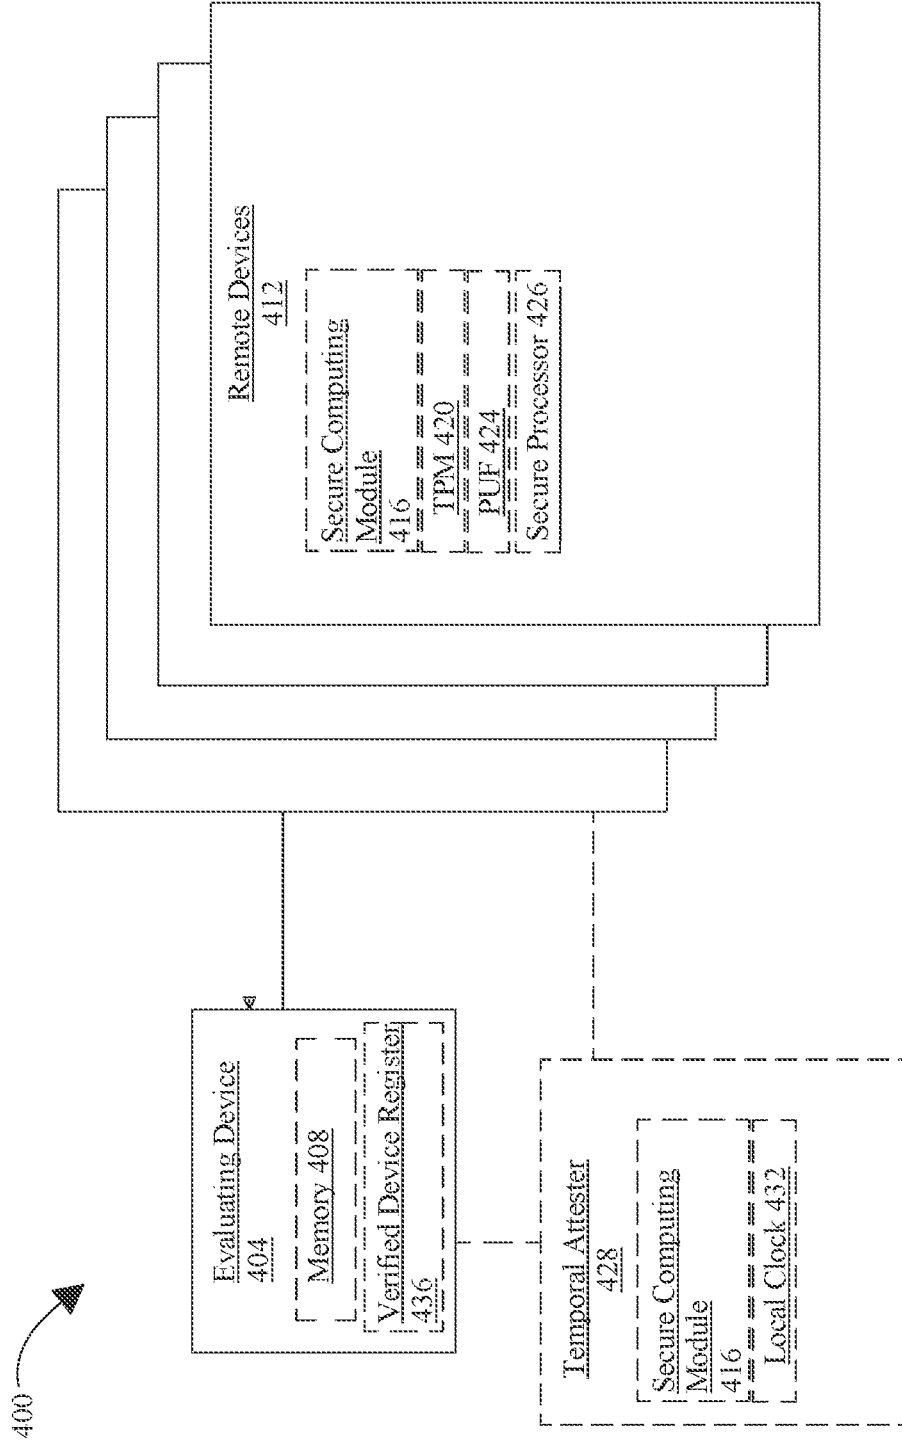 400
Evaluating Device
404
Memory 408
Verified Device Register
436
Temporal Attester
428
Secure Computing
Module
416
Local Clock 432
Remote Devices
412
Secure Computing
Module
416
TPM 420
PUF 424
Secure Processor 426